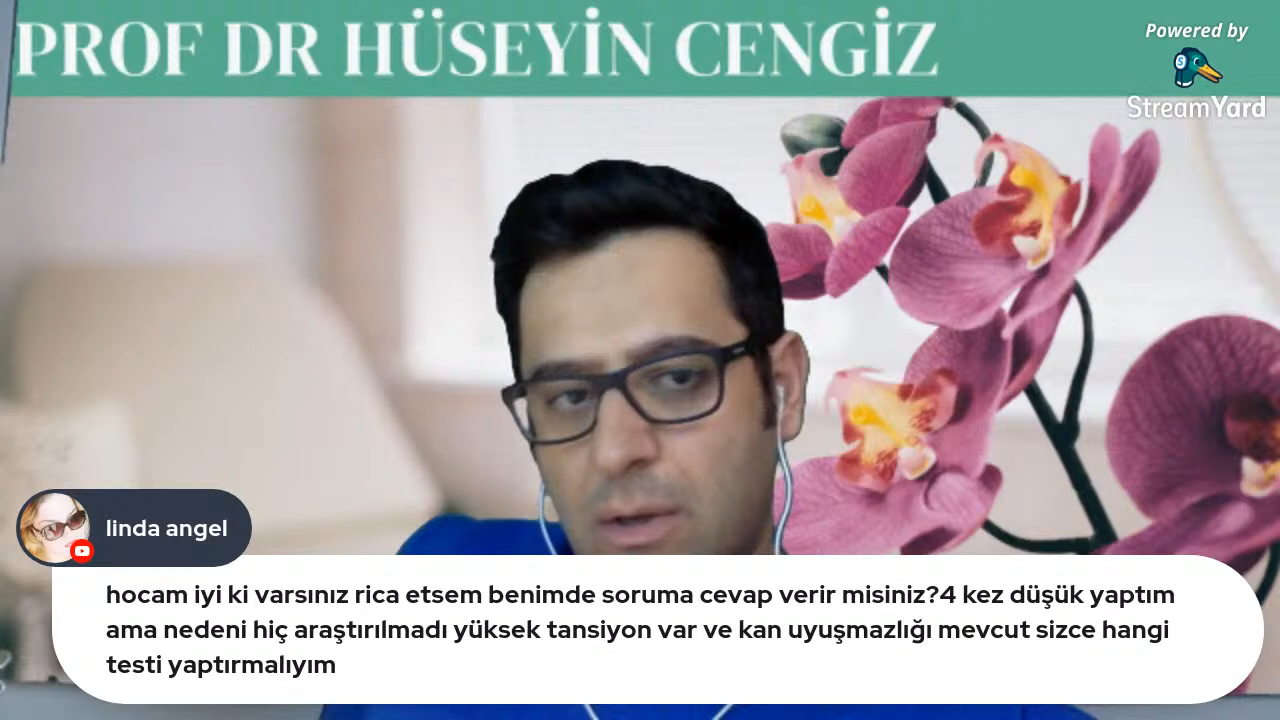 PROF DR HÜSEYİN CENGİZ
Powered by
StreamYard
linda angel
hocam iyi ki varsınız rica etsem benimde soruma cevap verir misiniz?4 kez düşük yaptım
ama nedeni hiç araştırılmadı yüksek tansiyon var ve kan uyuşmazlığı mevcut sizce hangi
testi yaptırmalıyım